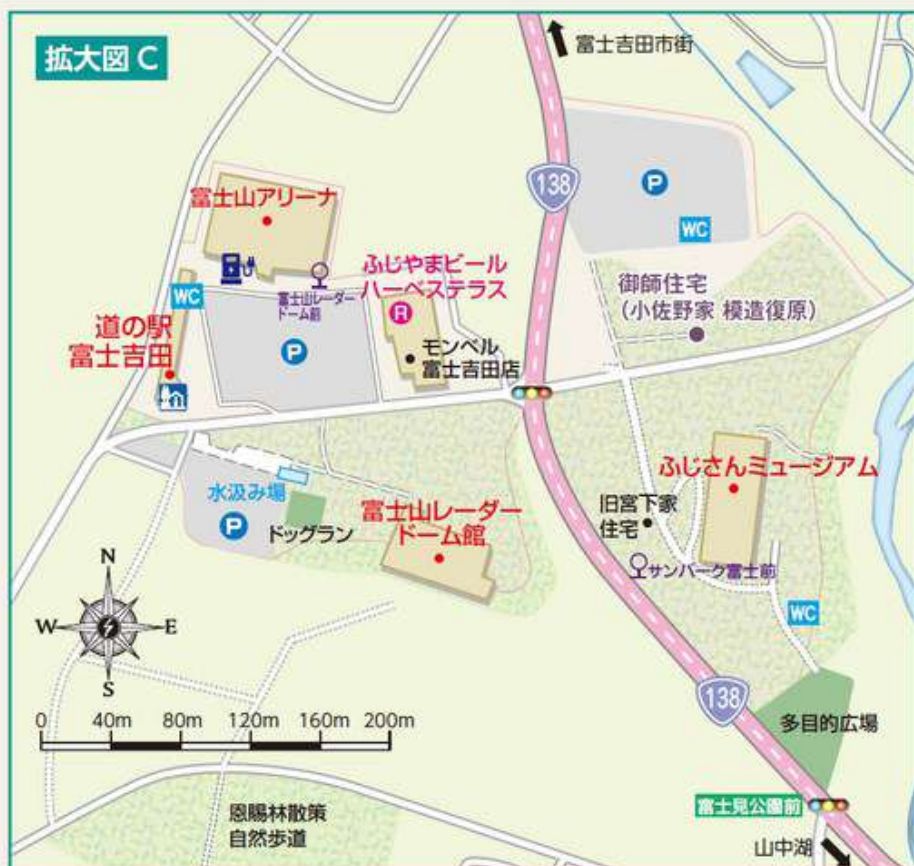 拡大図 C
富士吉田市街
138
P
WC
富士山アリーナ
富士山レーダー
ドーム前
ふじやまビール
ハーベステラス
R
モンベル
富士吉田店
御師住宅
(小佐野家 模造復原)
WC
道の駅
富士吉田
P
水汲み場
P
ドッグラン
富士山レーダー
ドーム館
ふじさんミュージアム
旧宮下家
住宅
サンパーク富士前
WC
N
W
E
S
0 40m 80m 120m 160m 200m
138
多目的広場
富士見公園前
恩賜林散策
自然歩道
山中湖